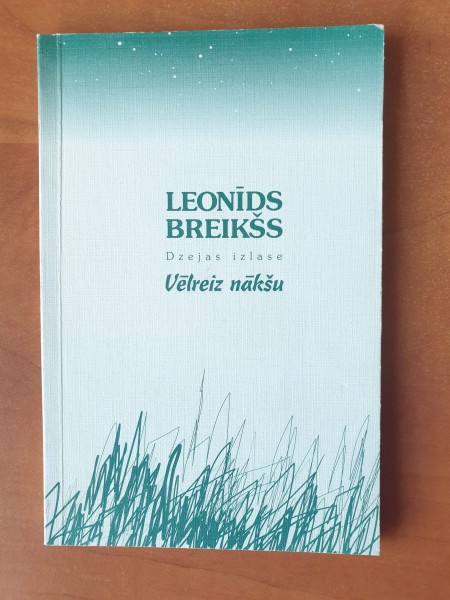 LEONĪDS
BREIKŠS
Dzejas izlase
Vēlreiz nākšu